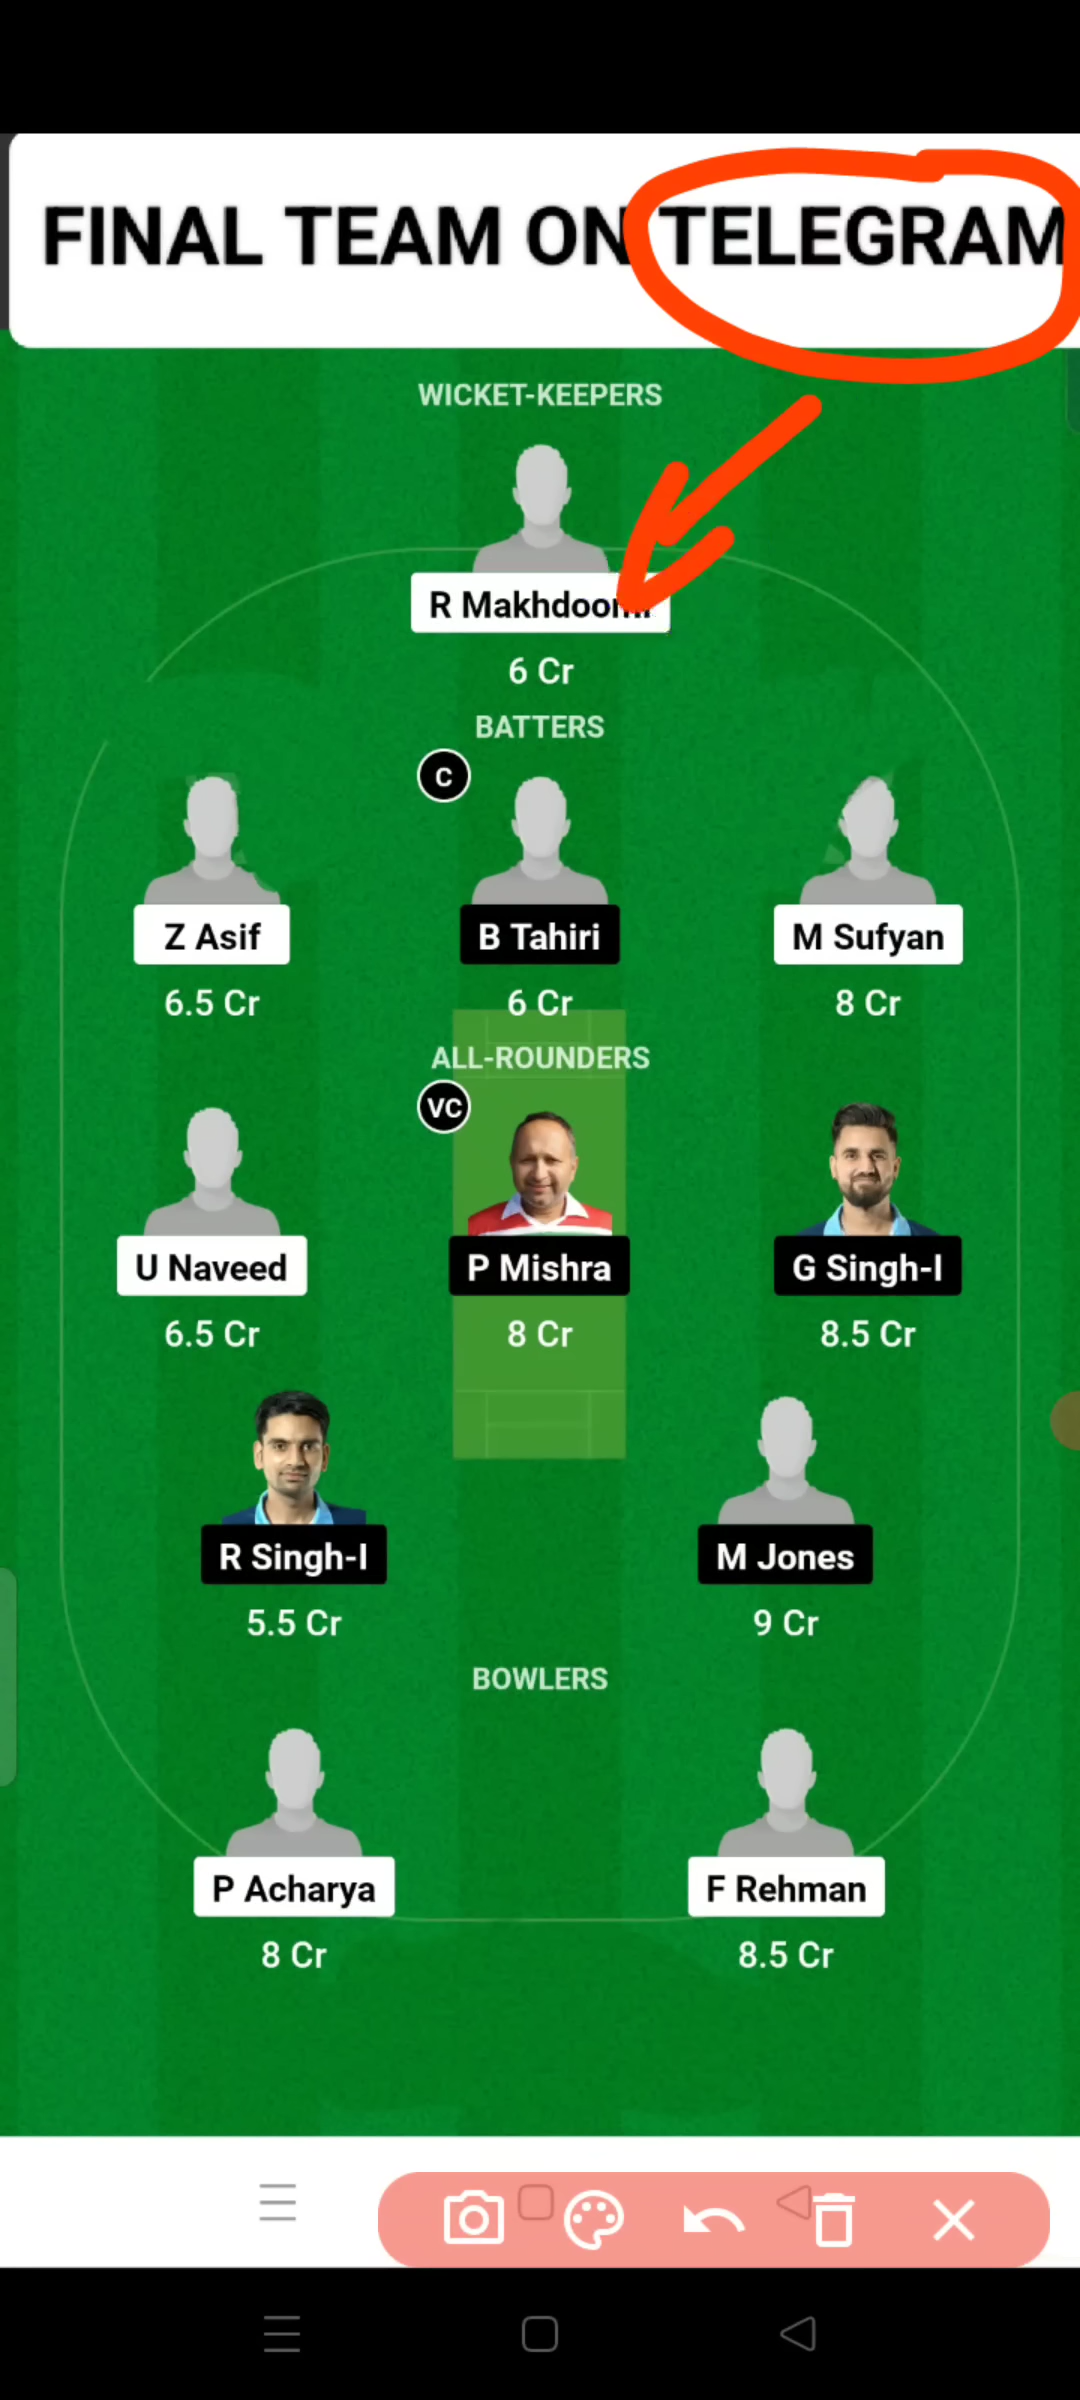 FINAL TEAM ON TELEGRAM
WICKET-KEEPERS
R Makhdoomi
6 Cr
BATTERS
C
Z Asif
B Tahiri
M Sufyan
6.5 Cr
6 Cr
8 Cr
ALL-ROUNDERS
VC
U Naveed
P Mishra
G Singh-I
6.5 Cr
8 Cr
8.5 Cr
R Singh-I
M Jones
5.5 Cr
9 Cr
BOWLERS
P Acharya
F Rehman
8 Cr
8.5 Cr